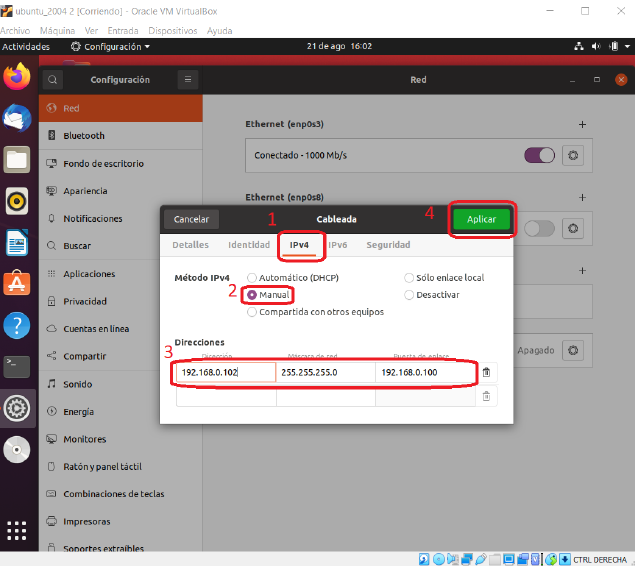 ubuntu_2004-2 [Corriendo] - Oracle VM VirtualBox
Archivo Máquina Ver Entrada Dispositivos Ayuda
Actividades Configuración 21 de ago 16:02
Configuración Red
Red
Bluetooth
Fondo de escritorio
Apariencia
Notificaciones
Buscar
Aplicaciones
Privacidad
Cuentas en línea
Compartir
Sonido
Energía
Monitores
Ratón y panel táctil
Combinaciones de teclas
Impresoras
Soportes extraíbles
Ethernet (enp0s3)
Conectado - 1000 Mb/s
Ethernet (enp0s8)
Apagado
1 4
Cancelar Cableada Aplicar
Detalles Identidad IPv4 IPv6 Seguridad
Método IPv4 Automático (DHCP) Sólo enlace local
2 Manual Desactivar
Compartida con otros equipos
Direcciones
3 Dirección Máscara de red Puerta de enlace
192.168.0.102 255.255.255.0 192.168.0.100
CTRL DERECHA